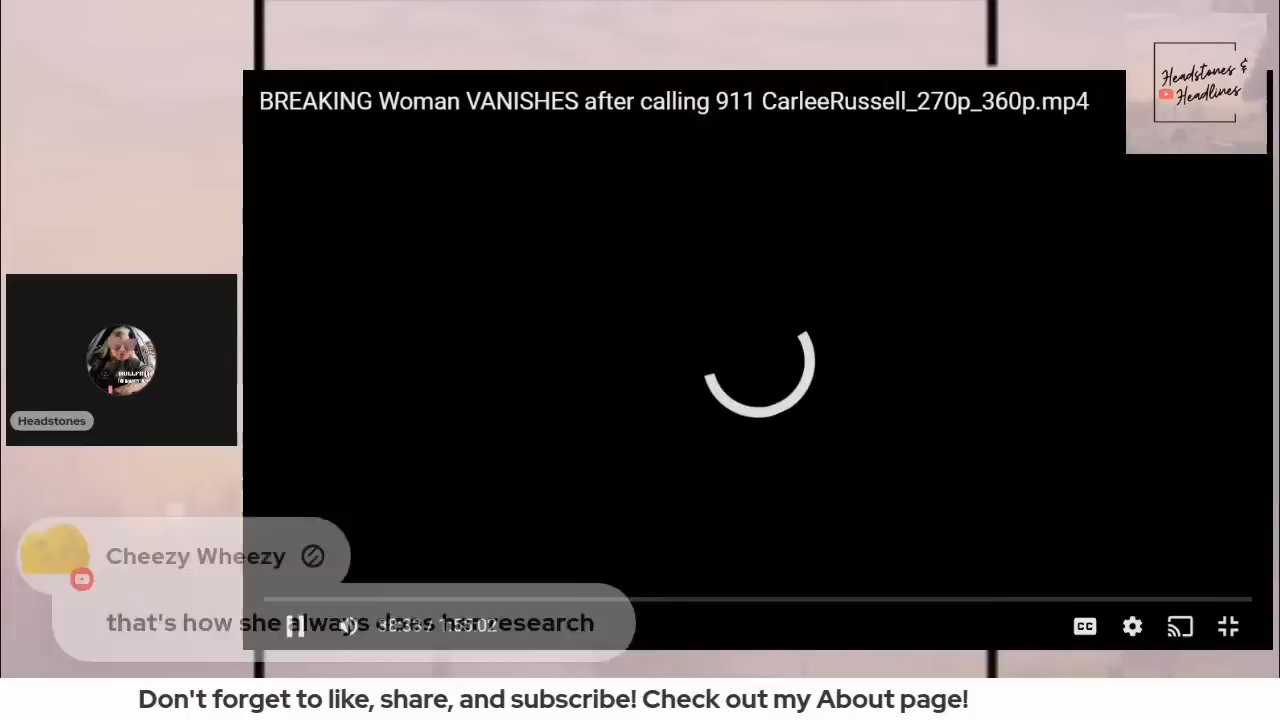 BREAKING Woman VANISHES after calling 911 CarleeRussell_270p_360p.mp4
Headstones &
Headlines
Headstones
Cheezy Wheezy
that's how she always does her research
CC
Don't forget to like, share, and subscribe! Check out my About page!